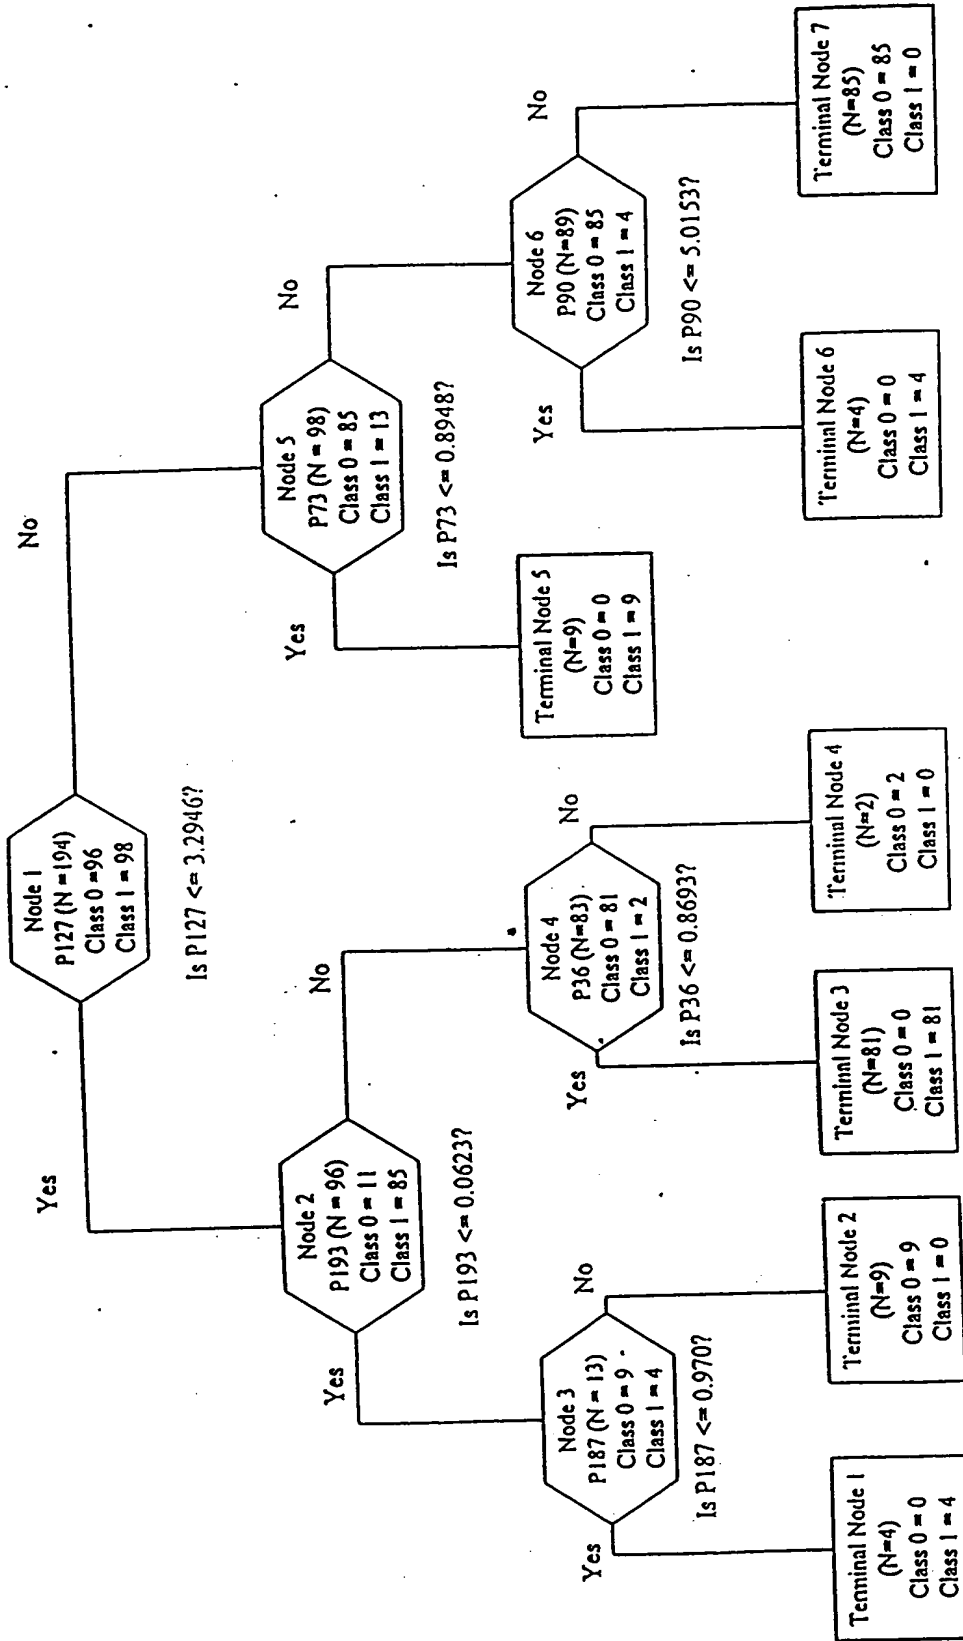 Node 1
P127 (N =194)
Class 0 =96
Class 1 = 98
Yes
No
Is P127 <= 3.2946?
Node 2
P193 (N = 96)
Class 0 = 11
Class 1 = 85
Yes
No
Is P193 <= 0.0623?
Node 5
P73 (N = 98)
Class 0 = 85
Class 1 = 13
Yes
No
Is P73 <= 0.8948?
Node 3
P187 (N = 13)
Class 0 = 9
Class 1 = 4
Yes
No
Is P187 <= 0.970?
Node 4
P36 (N=83)
Class 0 = 81
Class 1 = 2
Yes
No
Is P36 <= 0.8693?
Terminal Node 5
(N=9)
Class 0 = 0
Class 1 = 9
Node 6
P90 (N=89)
Class 0 = 85
Class 1 = 4
Yes
No
Is P90 <= 5.0153?
Terminal Node 1
(N=4)
Class 0 = 0
Class 1 = 4
Terminal Node 2
(N=9)
Class 0 = 9
Class 1 = 0
Terminal Node 3
(N=81)
Class 0 = 0
Class 1 = 81
Terminal Node 4
(N=2)
Class 0 = 2
Class 1 = 0
Terminal Node 6
(N=4)
Class 0 = 0
Class 1 = 4
Terminal Node 7
(N=85)
Class 0 = 85
Class 1 = 0